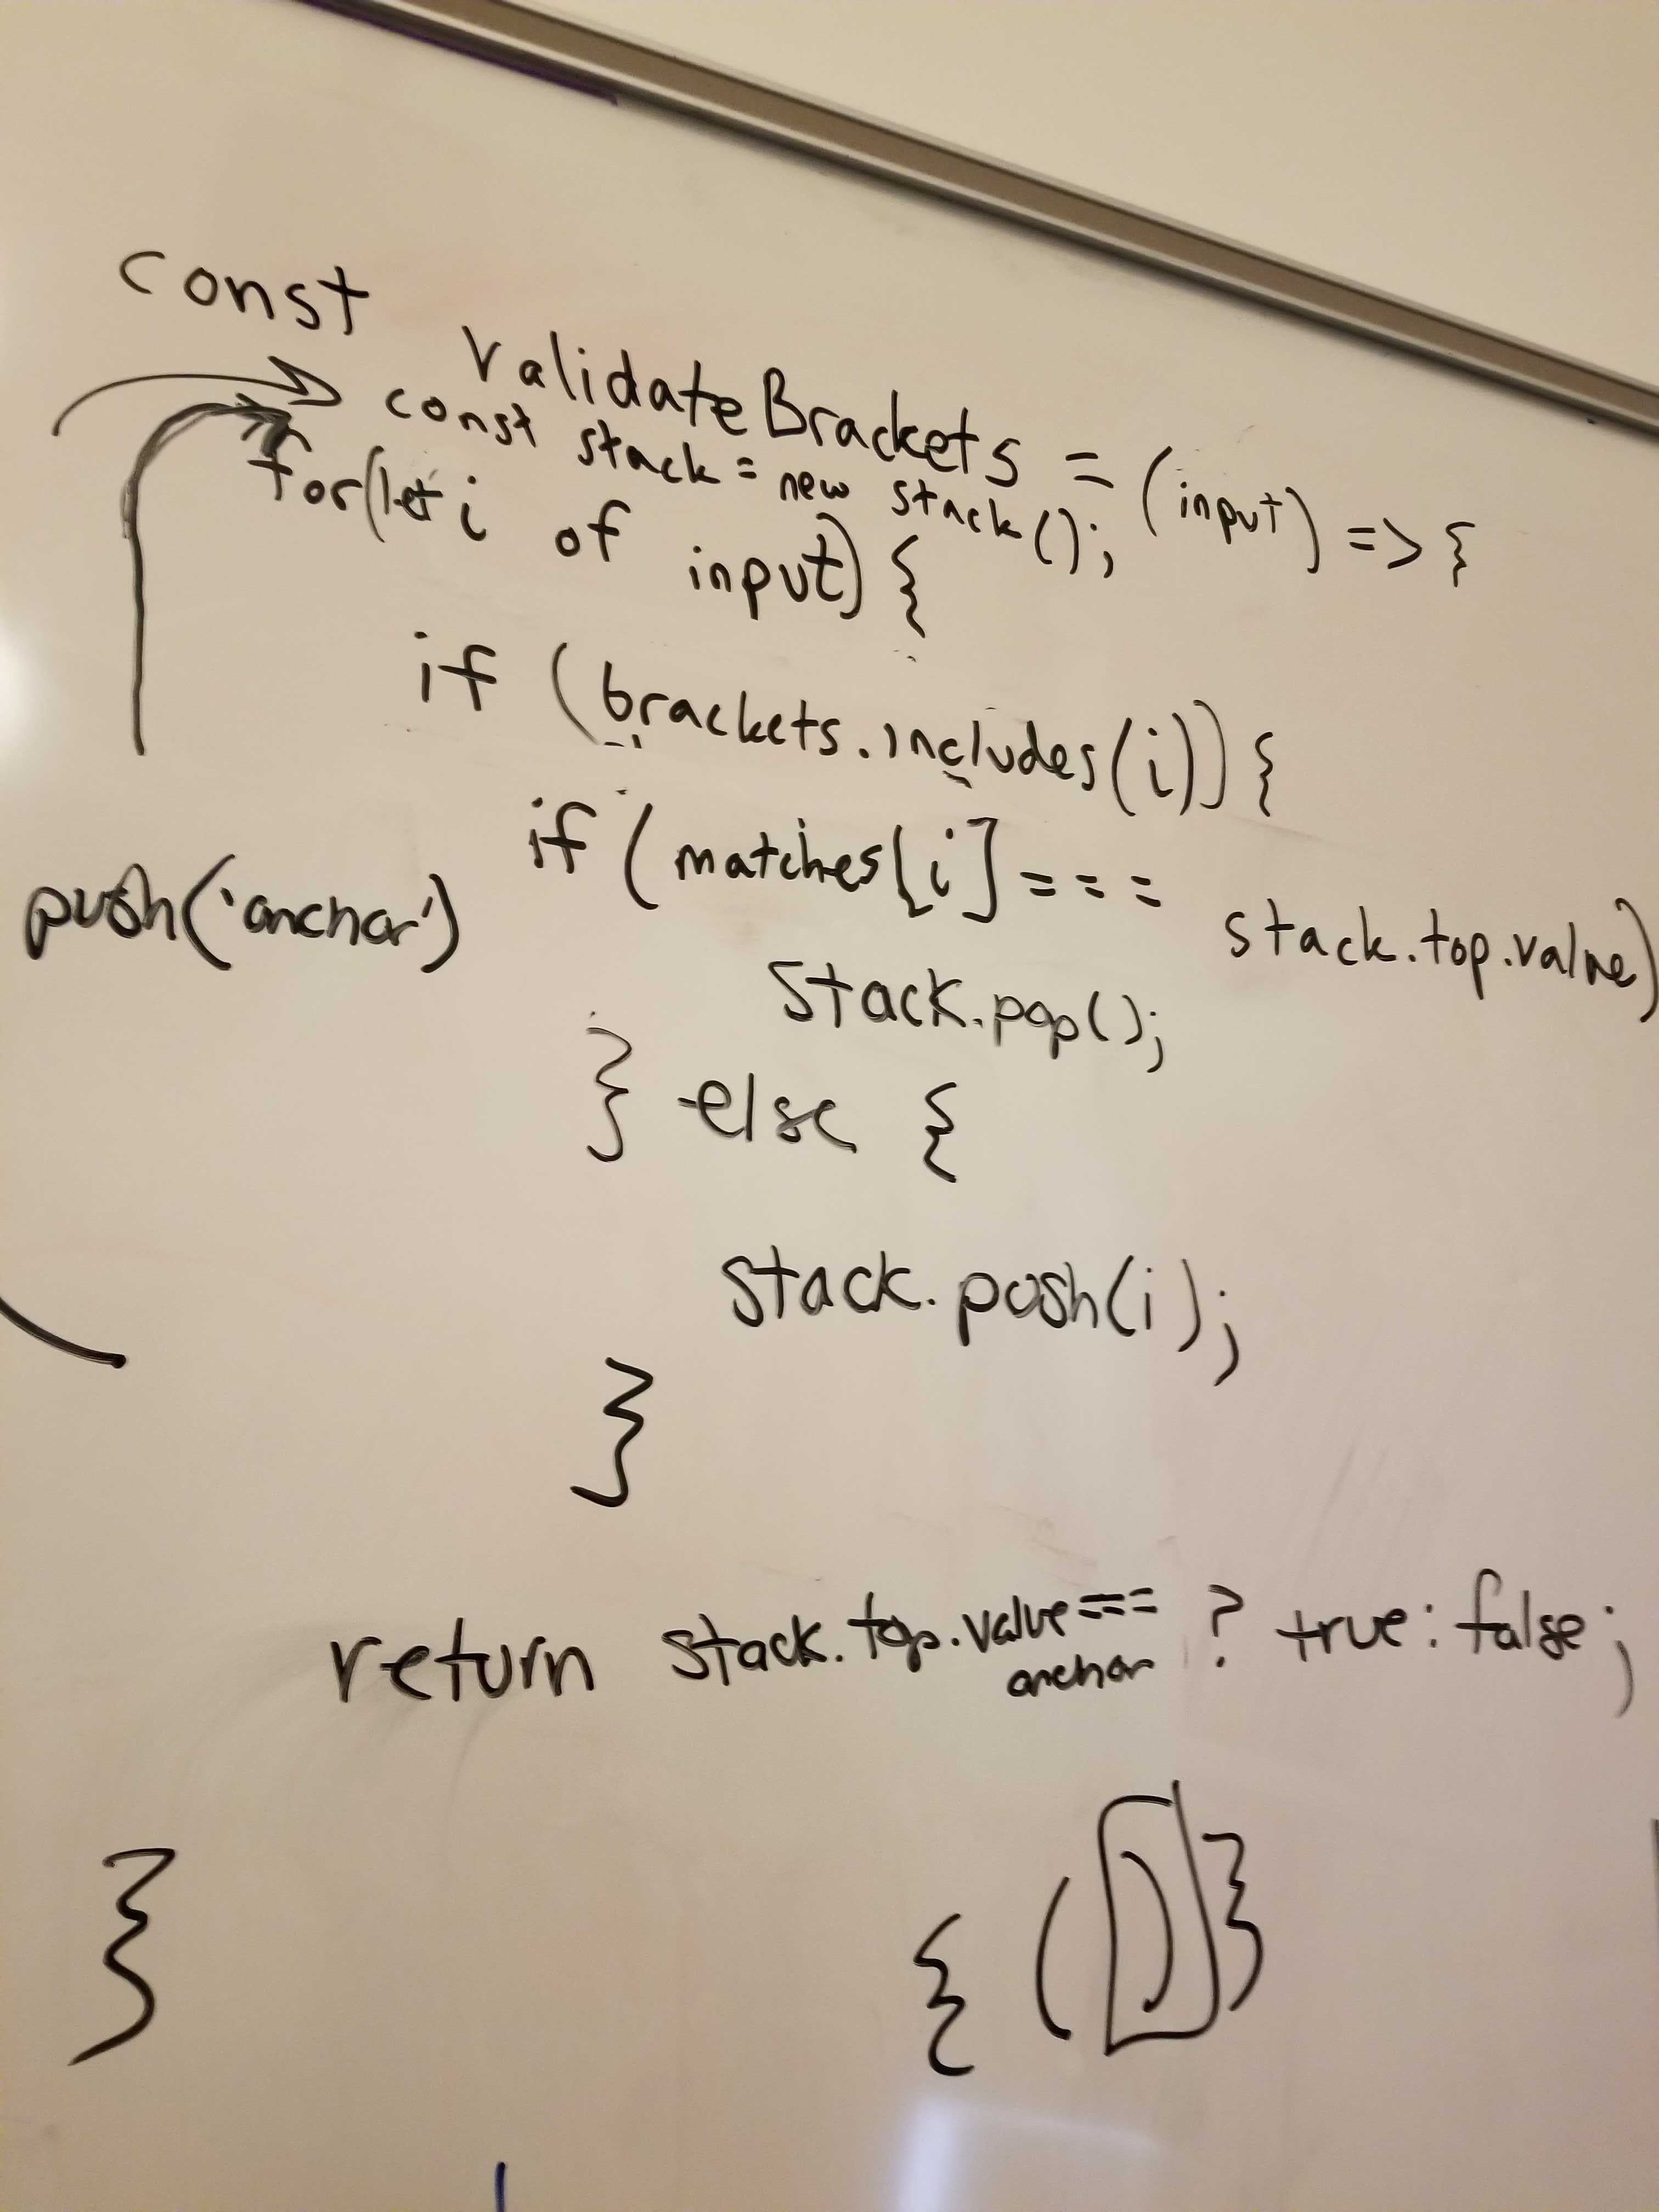 const validateBrackets = (input) => {
const stack = new stack();
for(let i of input) {
if (brackets.includes(i)) {
if (matches[i] === stack.top.value)
push('anchor')
stack.pop();
} else {
stack.push(i);
}
return stack.top.value === anchor ? true : false;
}
{ ( ) }